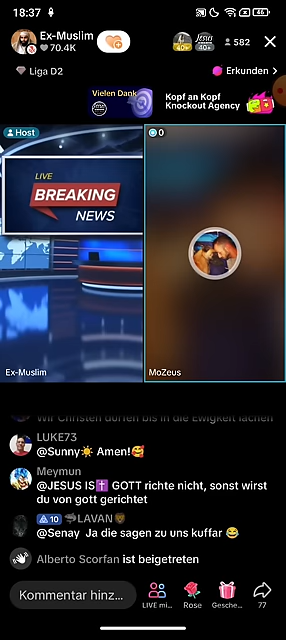 18:37
46
Ex-Muslim
70.4K
40+
JESUS
40+
582
Liga D2
Erkunden
Vielen Dank
Kopf an Kopf
Knockout Agency
Host
0
LIVE
BREAKING
NEWS
Ex-Muslim
MoZeus
Wir Christen dürfen bis in die Ewigkeit lachen
LUKE73
@Sunny☀️ Amen!🥰
Meymun
@JESUS IS✝️ GOTT richte nicht, sonst wirst
du von gott gerichtet
10 🦈LAVAN🦁
@Senay Ja die sagen zu uns kuffar 😂
Alberto Scorfan ist beigetreten
Kommentar hinz...
LIVE mi...
Rose
Gesche...
77